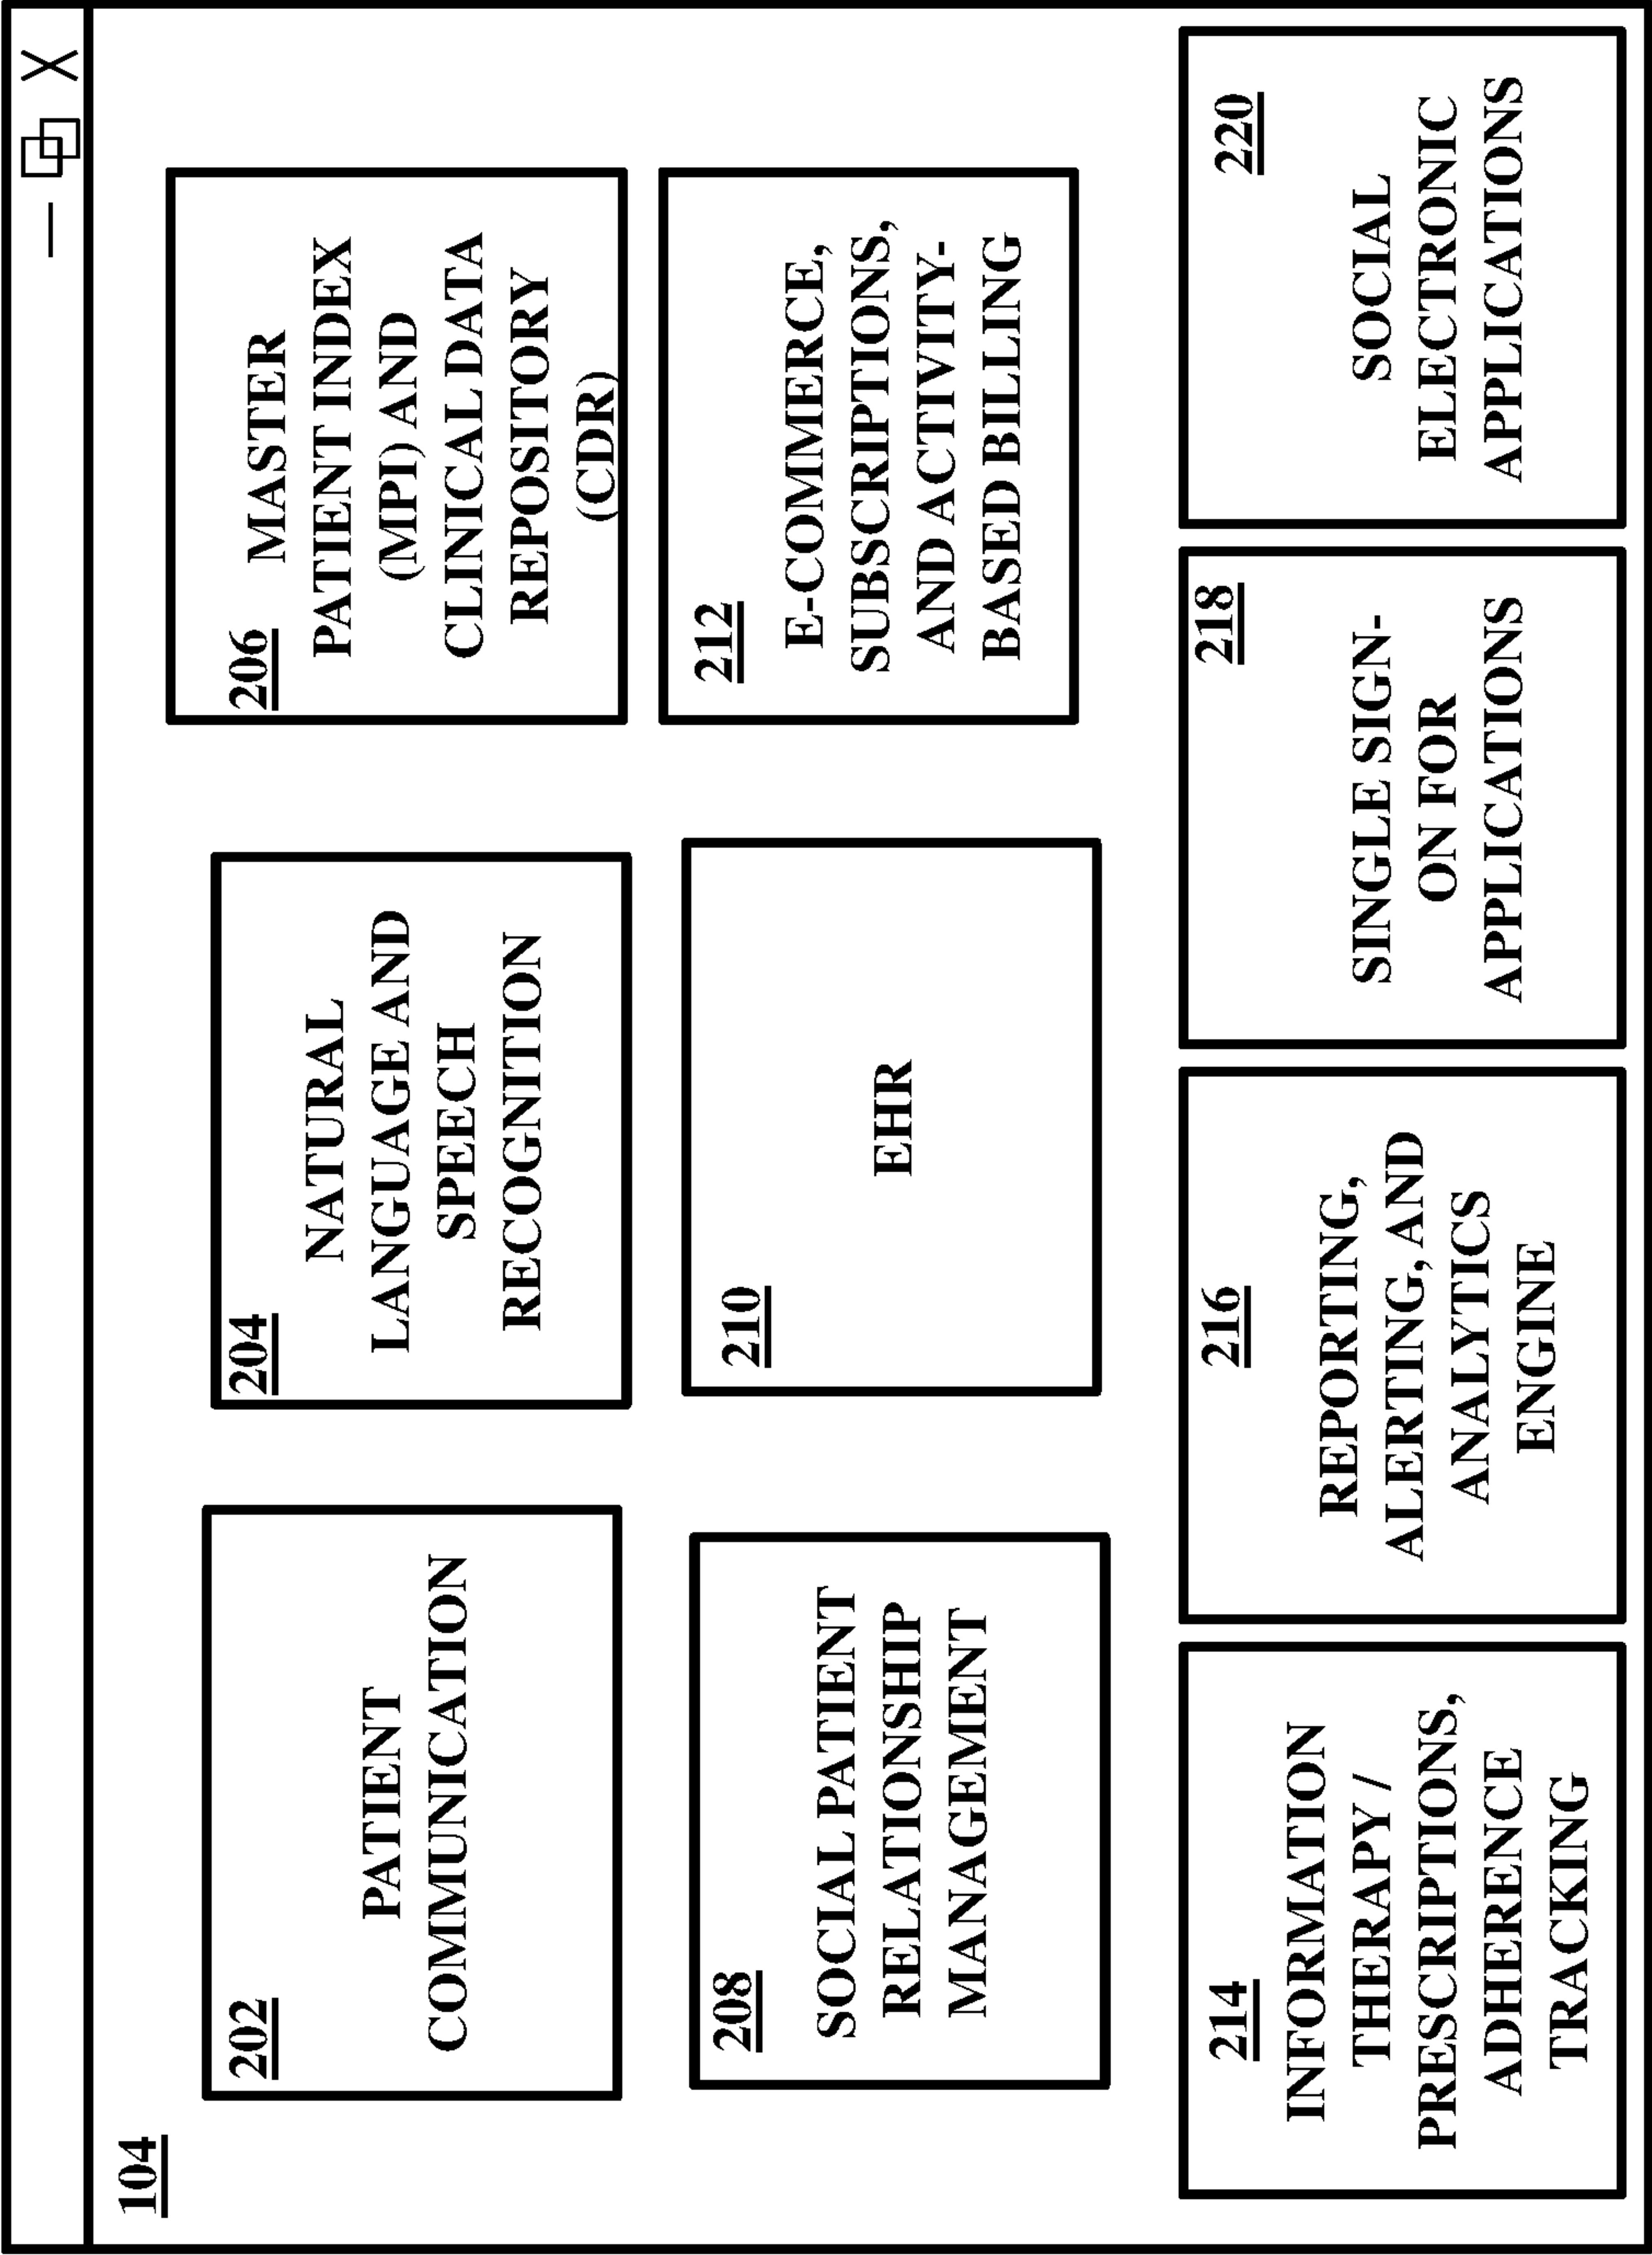 104
202
PATIENT
COMMUNICATION
204
NATURAL
LANGUAGE AND
SPEECH
RECOGNITION
206
MASTER
PATIENT INDEX
(MPI) AND
CLINICAL DATA
REPOSITORY
(CDR)
208
SOCIAL PATIENT
RELATIONSHIP
MANAGEMENT
210
EHR
212
E-COMMERCE,
SUBSCRIPTIONS,
AND ACTIVITY-
BASED BILLING
214
INFORMATION
THERAPY /
PRESCRIPTIONS,
ADHERENCE
TRACKING
216
REPORTING,
ALERTING, AND
ANALYTICS
ENGINE
218
SINGLE SIGN-
ON FOR
APPLICATIONS
220
SOCIAL
ELECTRONIC
APPLICATIONS